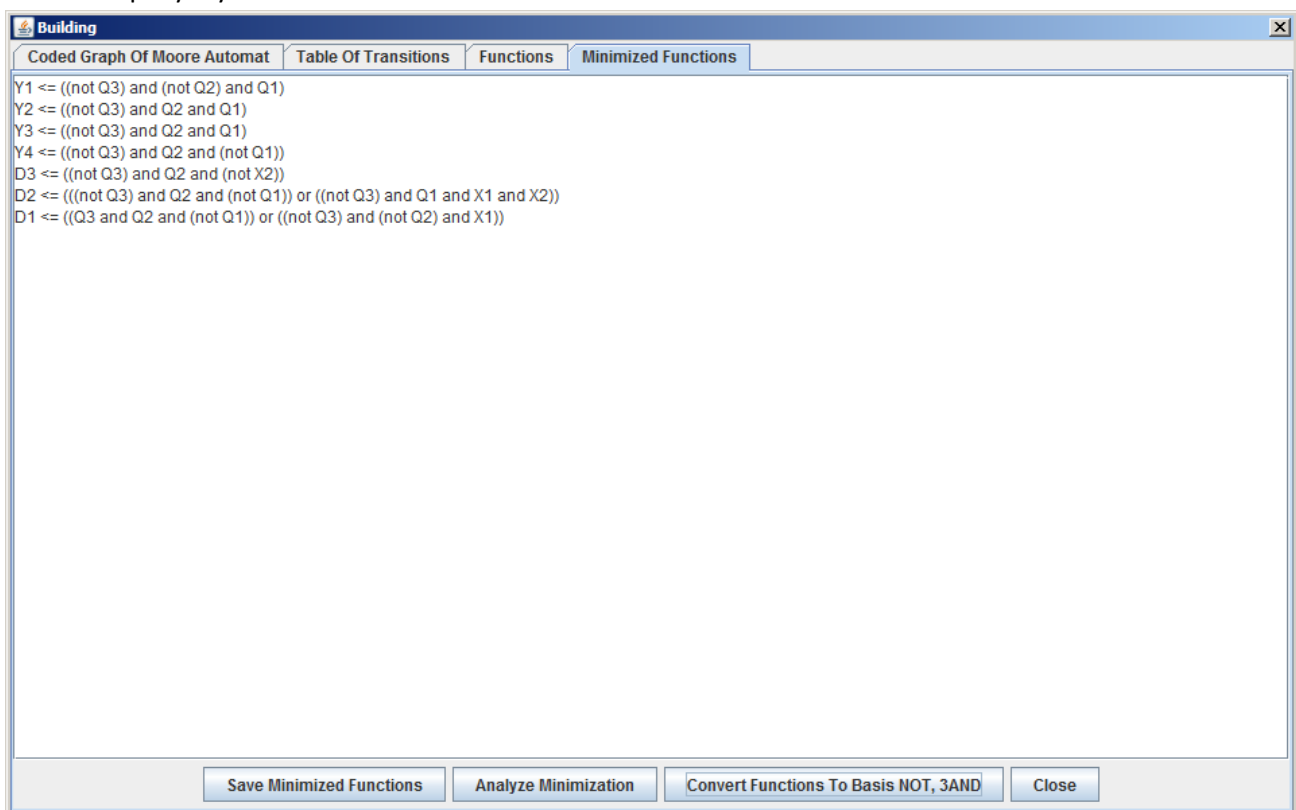 Building
Coded Graph Of Moore Automat Table Of Transitions Functions Minimized Functions
Y1 <= ((not Q3) and (not Q2) and Q1)
Y2 <= ((not Q3) and Q2 and Q1)
Y3 <= ((not Q3) and Q2 and Q1)
Y4 <= ((not Q3) and Q2 and (not Q1))
D3 <= ((not Q3) and Q2 and (not X2))
D2 <= (((not Q3) and Q2 and (not Q1)) or ((not Q3) and Q1 and X1 and X2))
D1 <= ((Q3 and Q2 and (not Q1)) or ((not Q3) and (not Q2) and X1))
Save Minimized Functions Analyze Minimization Convert Functions To Basis NOT, 3AND Close